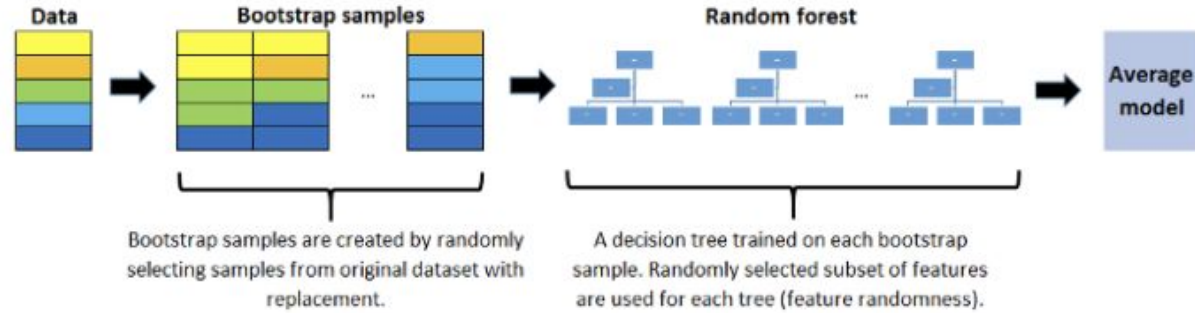 Data
Bootstrap samples
Random forest
...
...
Average
model
Bootstrap samples are created by randomly
selecting samples from original dataset with
replacement.
A decision tree trained on each bootstrap
sample. Randomly selected subset of features
are used for each tree (feature randomness).